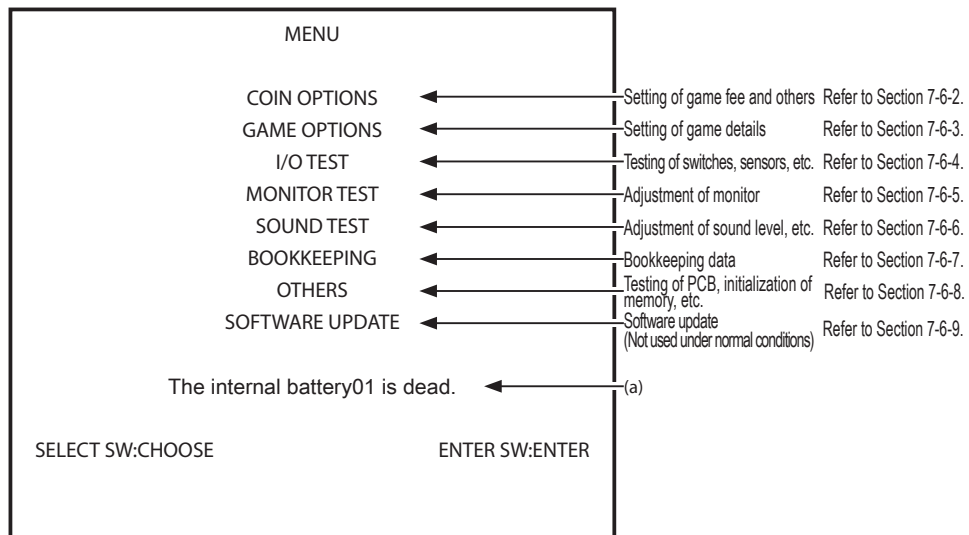 MENU
COIN OPTIONS Setting of game fee and others Refer to Section 7-6-2.
GAME OPTIONS Setting of game details Refer to Section 7-6-3.
I/O TEST Testing of switches, sensors, etc. Refer to Section 7-6-4.
MONITOR TEST Adjustment of monitor Refer to Section 7-6-5.
SOUND TEST Adjustment of sound level, etc. Refer to Section 7-6-6.
BOOKKEEPING Bookkeeping data Refer to Section 7-6-7.
OTHERS Testing of PCB, initialization of
memory, etc. Refer to Section 7-6-8.
SOFTWARE UPDATE Software update
(Not used under normal conditions) Refer to Section 7-6-9.
The internal battery01 is dead. (a)
SELECT SW:CHOOSE ENTER SW:ENTER